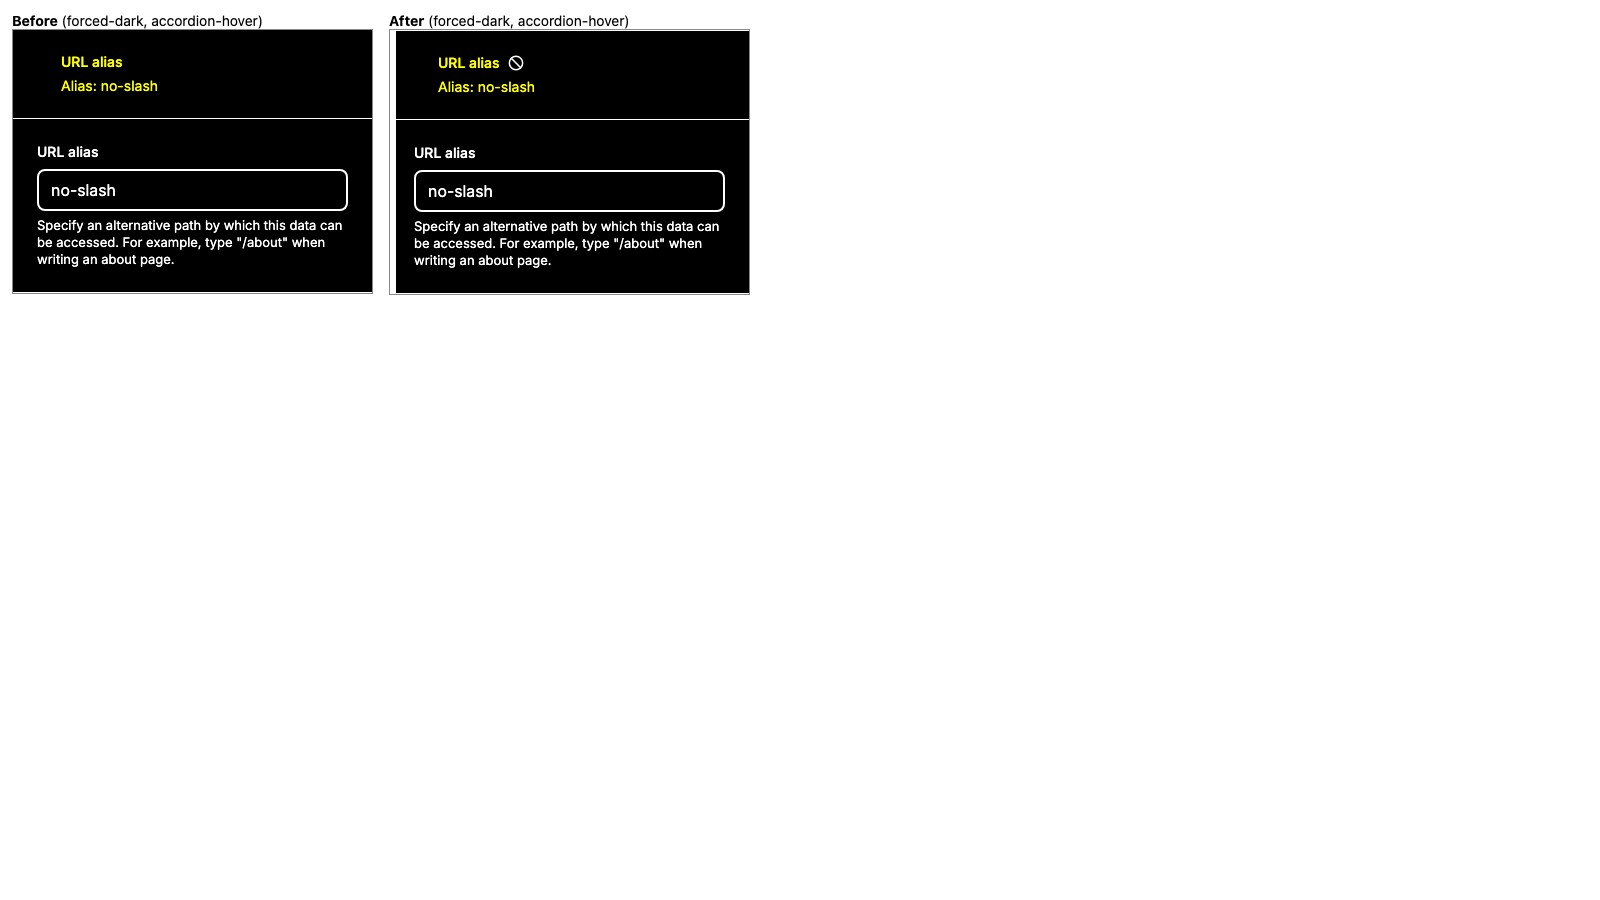 Before (forced-dark, accordion-hover)
URL alias
Alias: no-slash
URL alias
no-slash
Specify an alternative path by which this data can
be accessed. For example, type "/about" when
writing an about page.
After (forced-dark, accordion-hover)
URL alias
Alias: no-slash
URL alias
no-slash
Specify an alternative path by which this data can
be accessed. For example, type "/about" when
writing an about page.